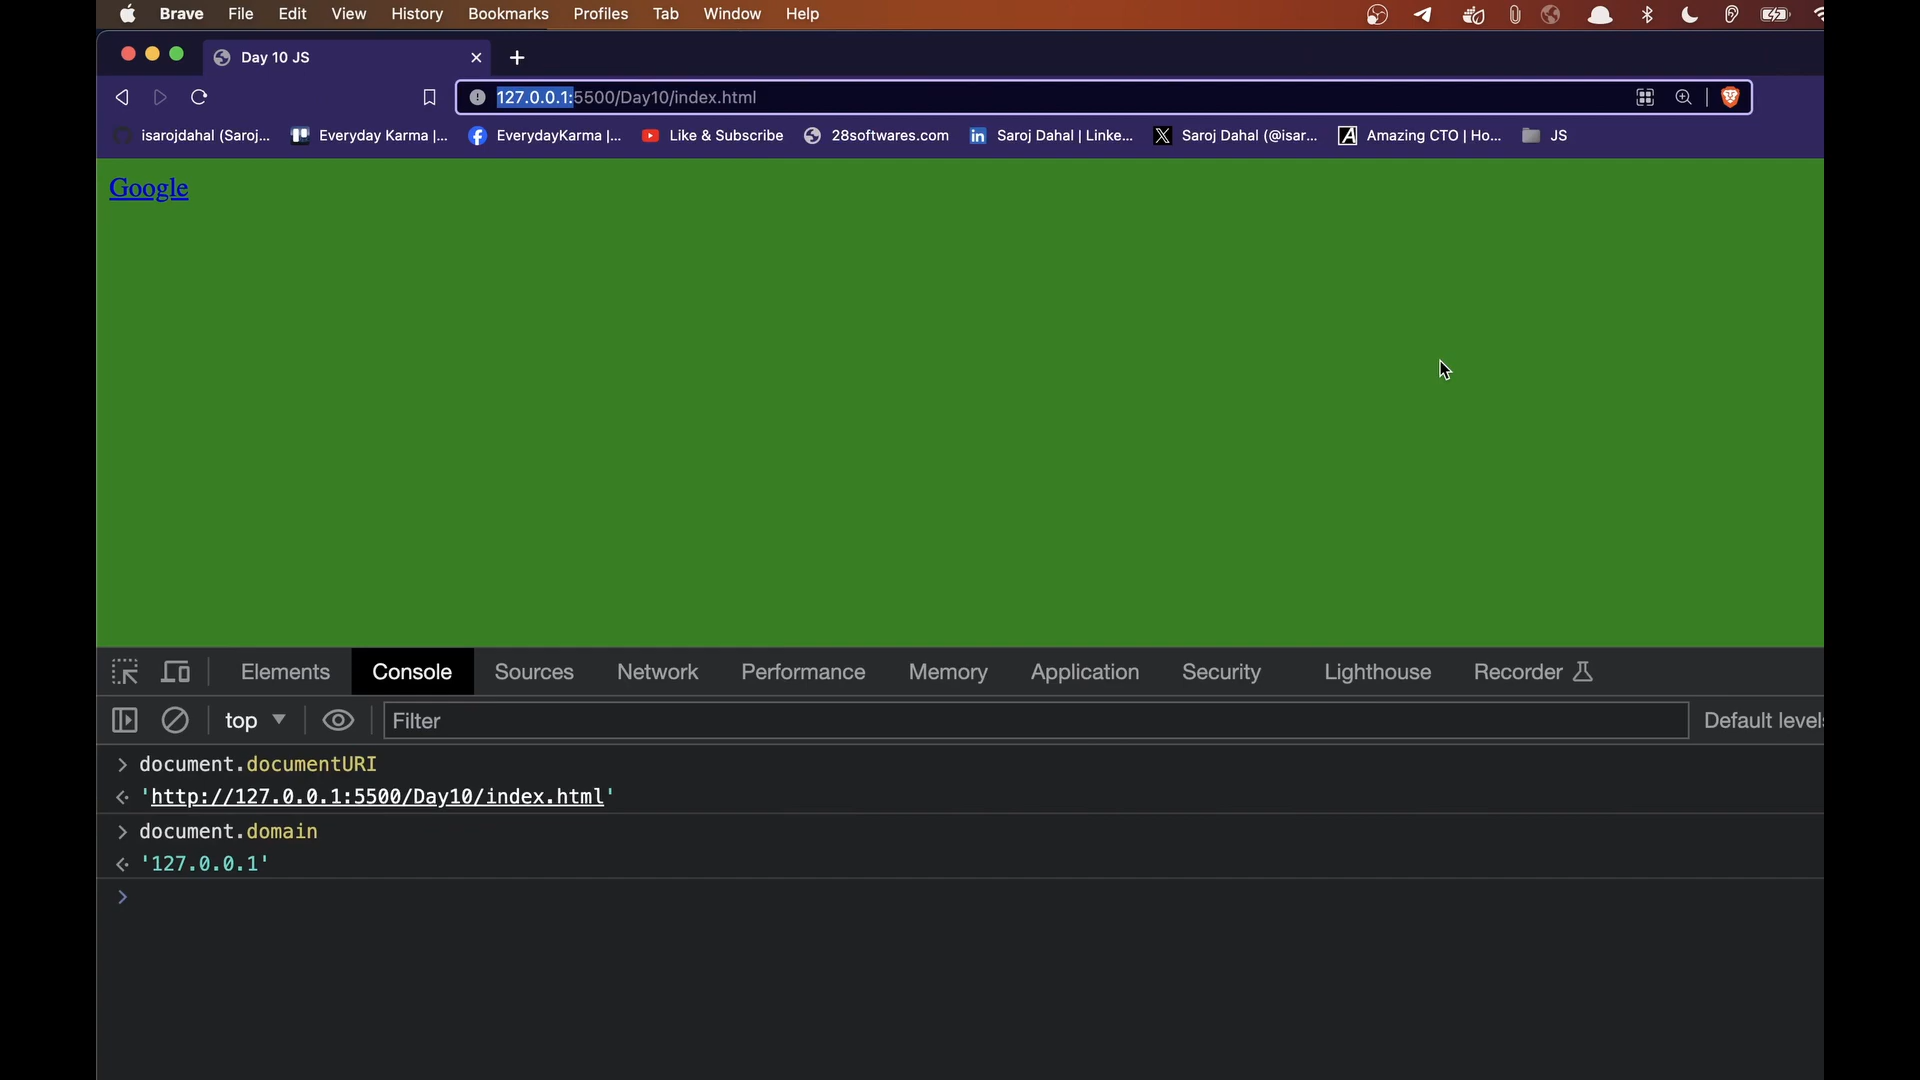 Brave File Edit View History Bookmarks Profiles Tab Window Help
Day 10 JS
127.0.0.1:5500/Day10/index.html
isarojdahal (Saroj... Everyday Karma |... EverydayKarma |... Like & Subscribe 28softwares.com Saroj Dahal | Linke... Saroj Dahal (@isar... Amazing CTO | Ho... JS
Google
Elements Console Sources Network Performance Memory Application Security Lighthouse Recorder
top Filter Default levels
> document.documentURI
'http://127.0.0.1:5500/Day10/index.html'
> document.domain
'127.0.0.1'
>